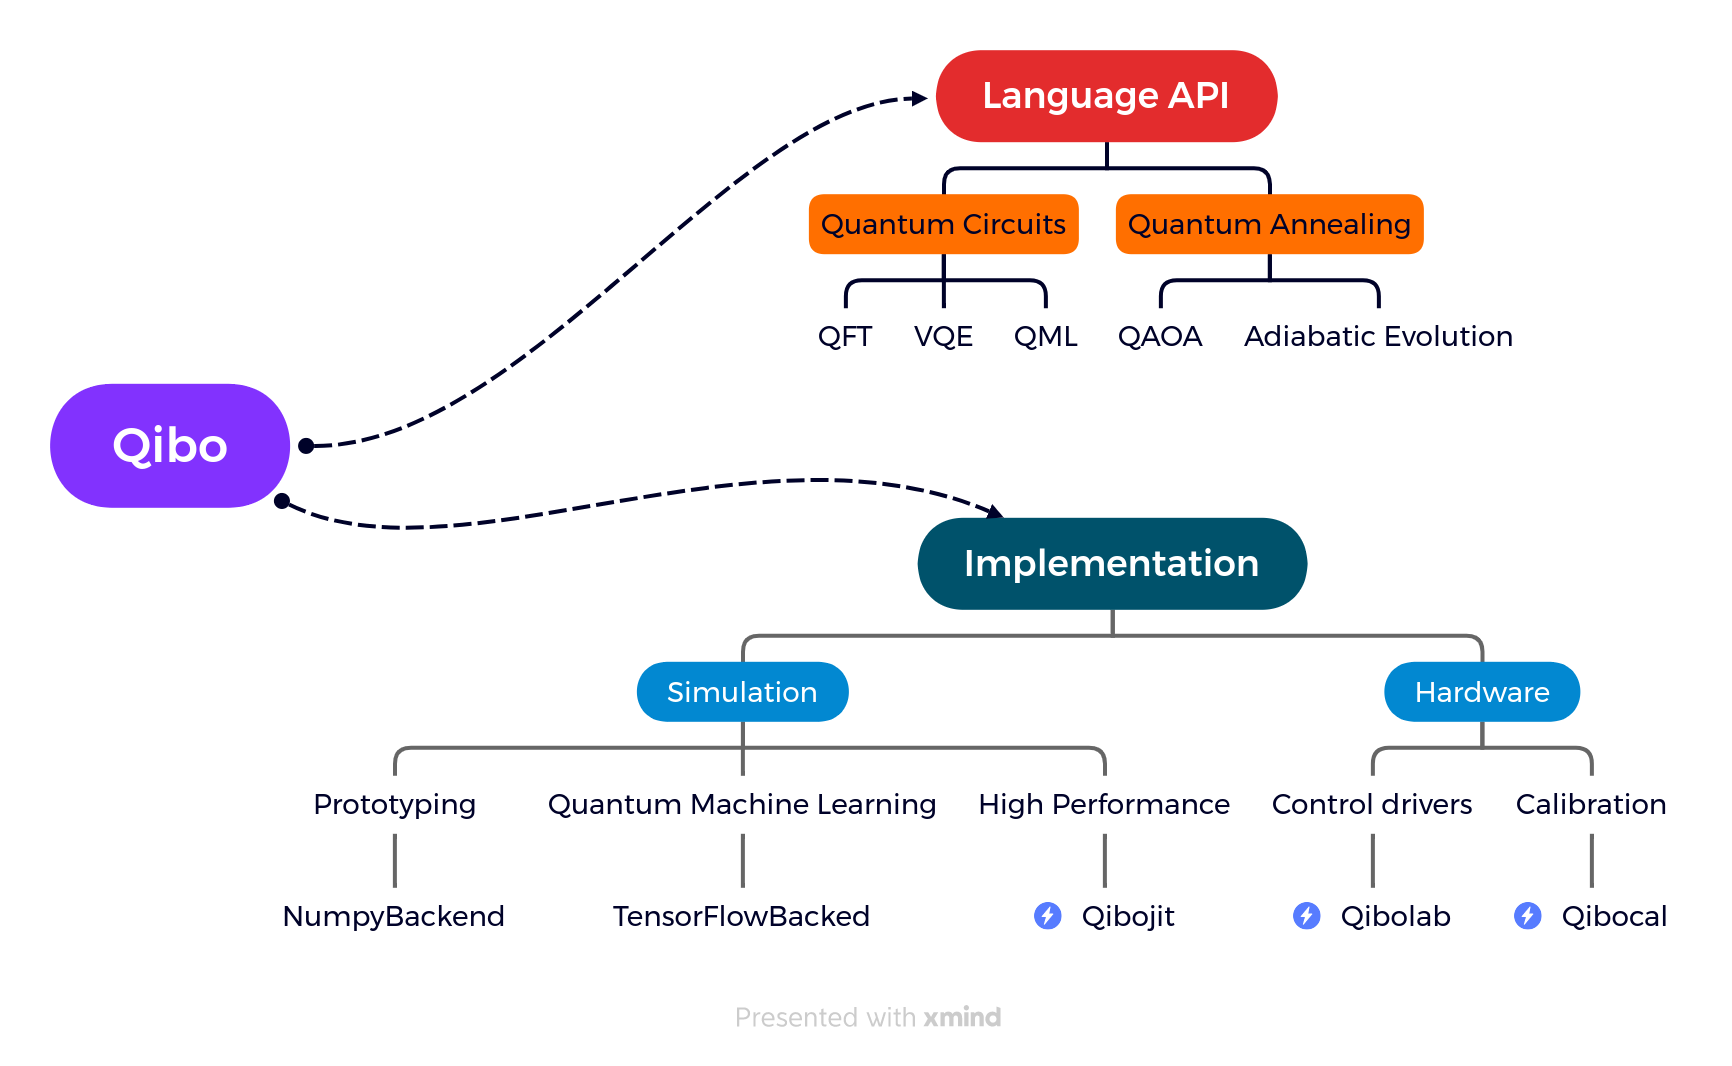 Language API
Quantum Circuits
Quantum Annealing
QFT
VQE
QML
QAOA
Adiabatic Evolution
Qibo
Implementation
Simulation
Hardware
Prototyping
Quantum Machine Learning
High Performance
Control drivers
Calibration
NumpyBackend
TensorFlowBacked
Qibojit
Qibolab
Qibocal
Presented with xmind